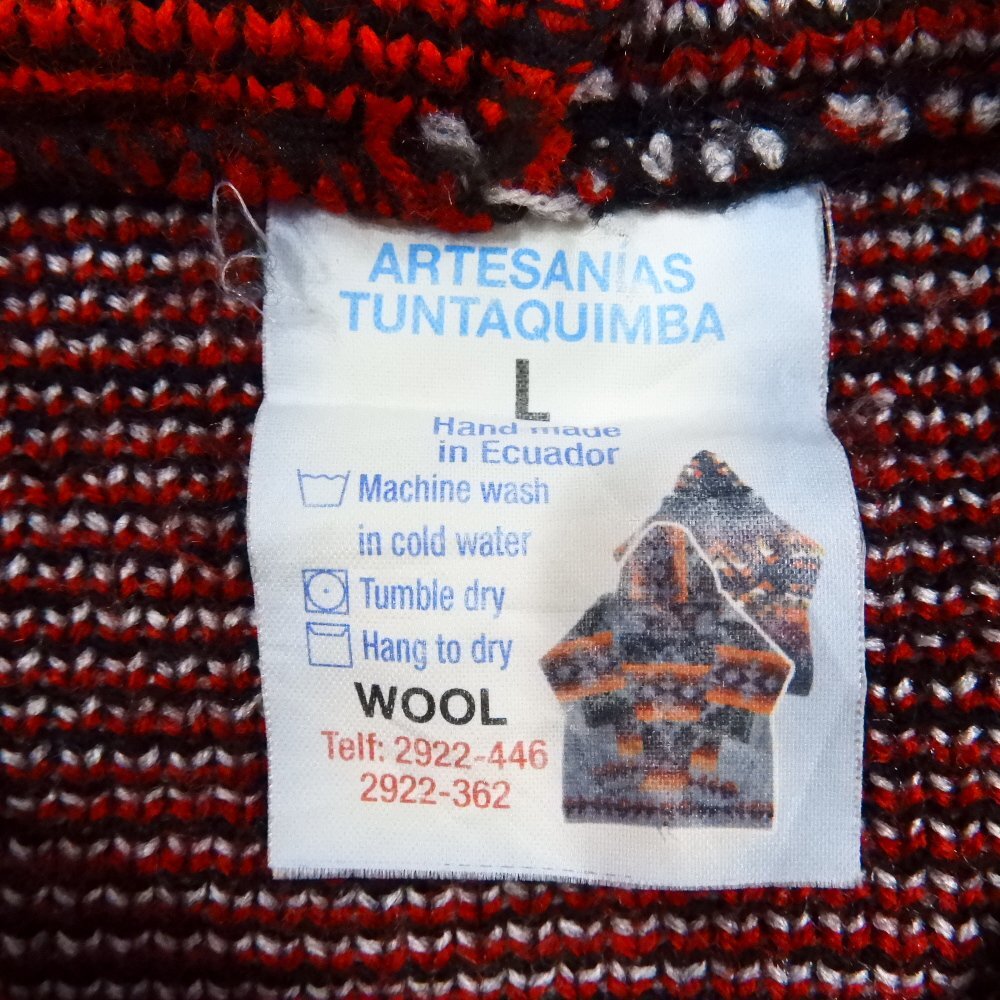 ARTESANIAS
TUNTAQUIMBA
L
Hand made
in Ecuador
Machine wash
in cold water
Tumble dry
Hang to dry
WOOL
Telf: 2922-446
2922-362